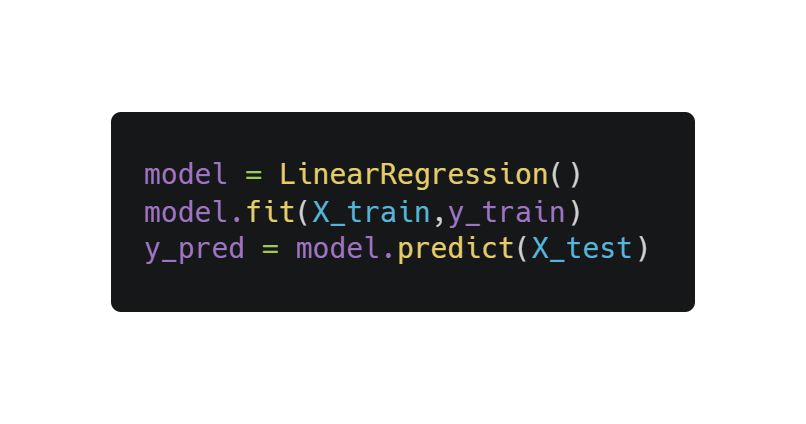 model = LinearRegression()
model.fit(X_train,y_train)
y_pred = model.predict(X_test)